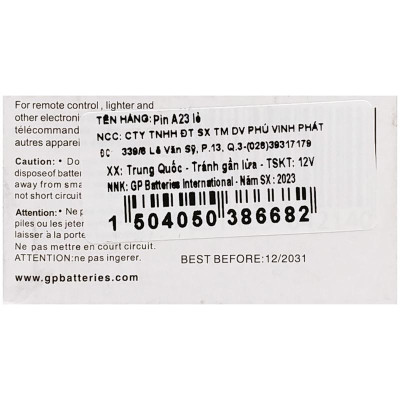 For remote control, lighter and
other electroni
télécommand
autres apparei
TÊN HÀNG: Pin A23 lẻ
NCC: CTY TNHH ĐT SX TM DV PHÚ VINH PHÁT
ĐC: 339/6 Lê Văn Sỹ, P.13, Q.3-(028)39317179
XX: Trung Quốc - Tránh gần lửa - TSKT: 12V
NNK: GP Batteries International - Năm SX: 2023
1 504050 386682
Caution: • Do
dispose of batter
away from sma
not short circuit
Attention: • Ne p
piles ou les jeter
laisser à la porté
Ne pas mettre en court circuit.
ATTENTION: ne pas ingerer.
BEST BEFORE: 12/2031
www.gpbatteries.com